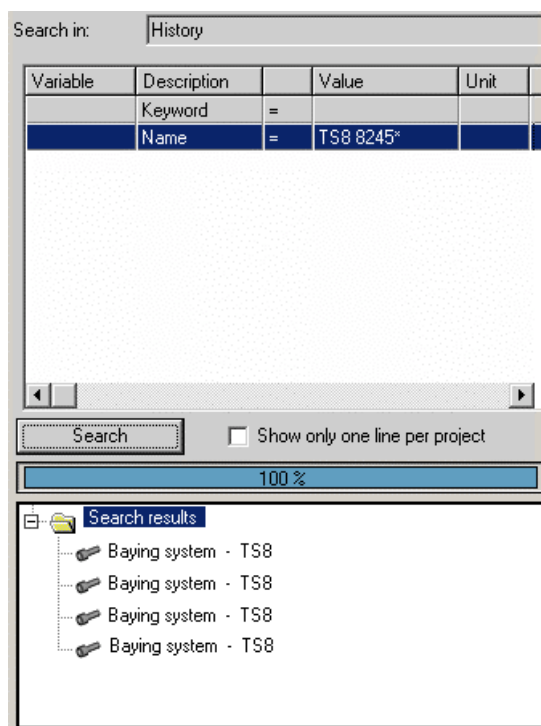 Search in: History
Variable Description Value Unit
Keyword =
Name = TS8 8245*
Search Show only one line per project
100 %
Search results
Baying system - TS8
Baying system - TS8
Baying system - TS8
Baying system - TS8